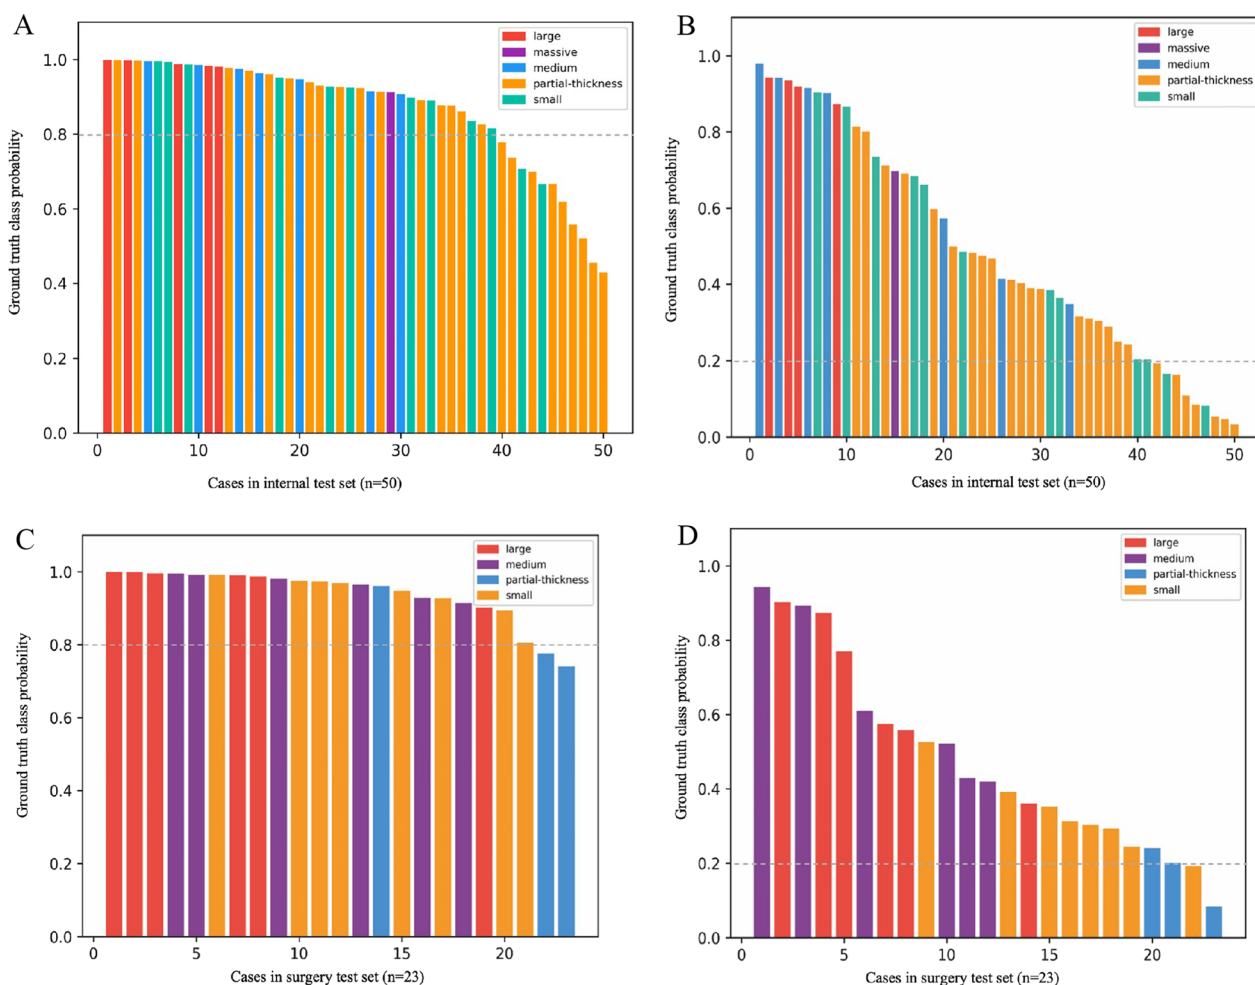 A
large
massive
medium
partial-thickness
small
1.0
0.8
0.6
0.4
0.2
0.0
Ground truth class probability
0 10 20 30 40 50
Cases in internal test set (n=50)
B
large
massive
medium
partial-thickness
small
1.0
0.8
0.6
0.4
0.2
0.0
Ground truth class probability
0 10 20 30 40 50
Cases in internal test set (n=50)
C
large
medium
partial-thickness
small
1.0
0.8
0.6
0.4
0.2
0.0
Ground truth class probability
0 5 10 15 20
Cases in surgery test set (n=23)
D
large
medium
partial-thickness
small
1.0
0.8
0.6
0.4
0.2
0.0
Ground truth class probability
0 5 10 15 20
Cases in surgery test set (n=23)